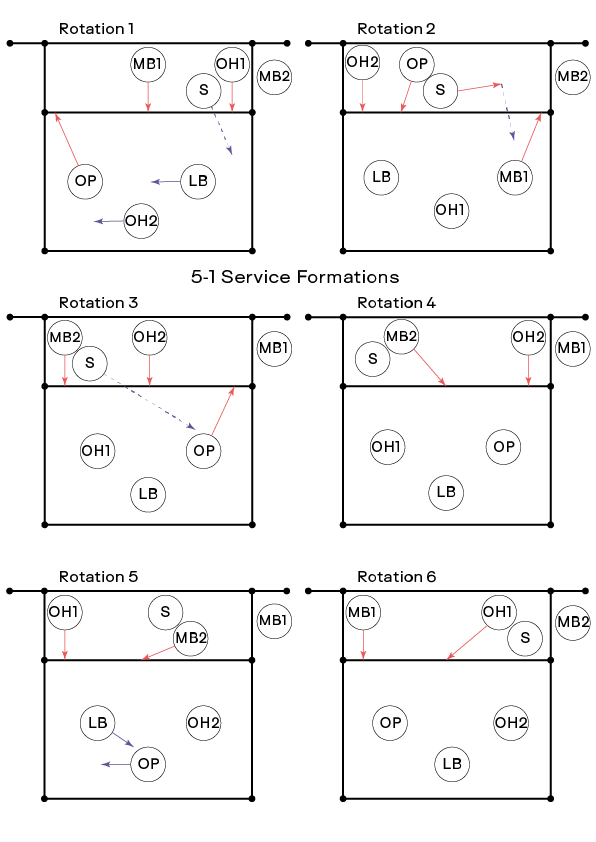 Rotation 1
MB1
OH1
MB2
S
OP
LB
OH2
Rotation 2
OH2
OP
S
MB2
LB
MB1
OH1
5-1 Service Formations
Rotation 3
MB2
OH2
MB1
S
OH1
OP
LB
Rotation 4
MB2
OH2
MB1
S
OH1
OP
LB
Rotation 5
OH1
S
MB1
MB2
LB
OH2
OP
Rotation 6
MB1
OH1
MB2
S
OP
OH2
LB